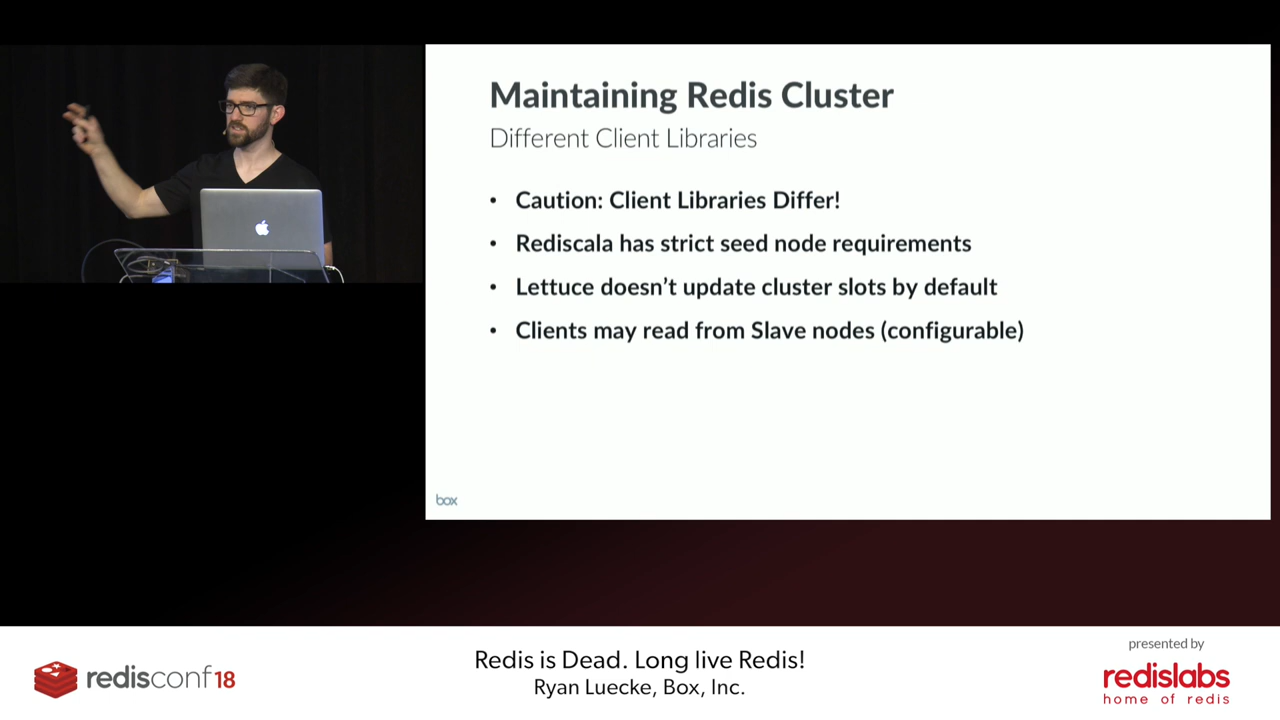 Maintaining Redis Cluster
Different Client Libraries
• Caution: Client Libraries Differ!
• Rediscala has strict seed node requirements
• Lettuce doesn’t update cluster slots by default
• Clients may read from Slave nodes (configurable)
box
redisconf18
Redis is Dead. Long live Redis!
Ryan Luecke, Box, Inc.
presented by
redislabs
home of redis